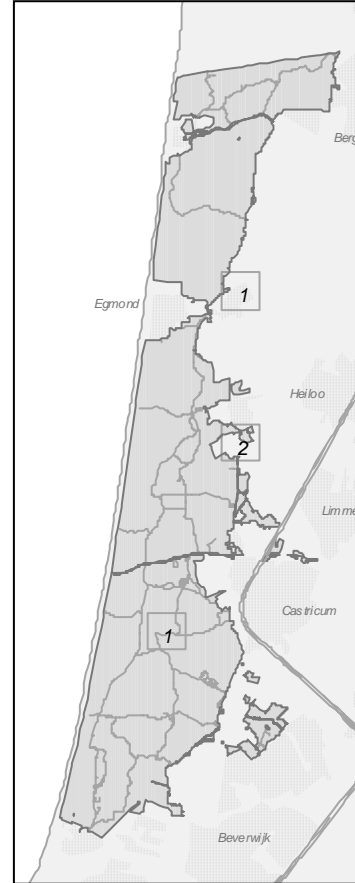 Berg
1
Egmond
Heiloo
2
Limme
Castricum
1
Beverwijk